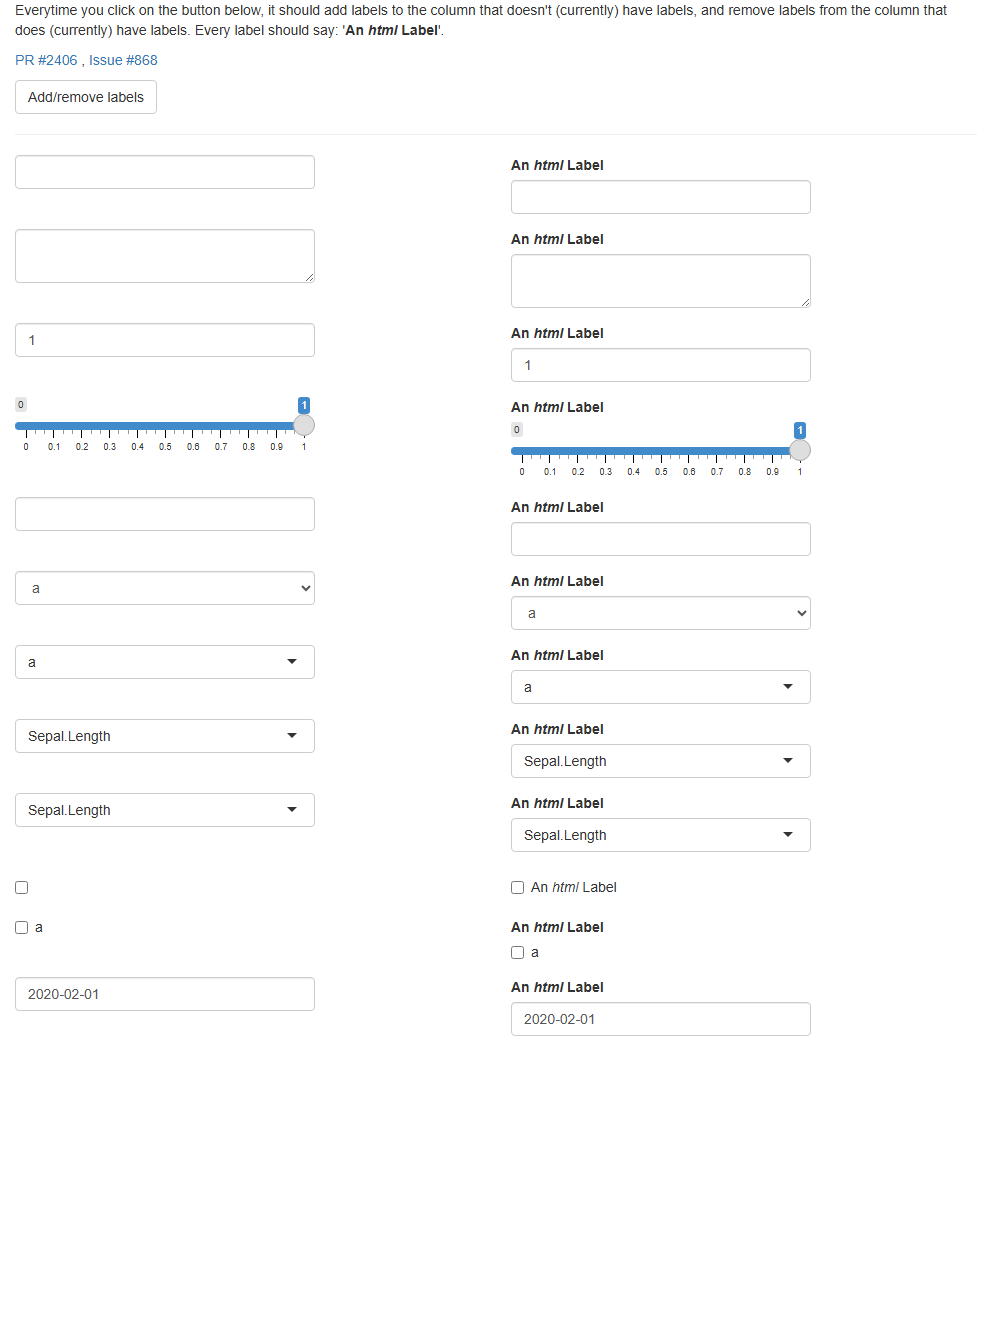 Everytime you click on the button below, it should add labels to the column that doesn't (currently) have labels, and remove labels from the column that
does (currently) have labels. Every label should say: 'An html Label'.
PR #2406 , Issue #868
Add/remove labels
An html Label
An html Label
1
An html Label
1
0 1
0 0.1 0.2 0.3 0.4 0.5 0.6 0.7 0.8 0.9 1
An html Label
0 1
0 0.1 0.2 0.3 0.4 0.5 0.6 0.7 0.8 0.9 1
An html Label
a
An html Label
a
a
An html Label
a
Sepal.Length
An html Label
Sepal.Length
Sepal.Length
An html Label
Sepal.Length
An html Label
a
An html Label
a
2020-02-01
An html Label
2020-02-01